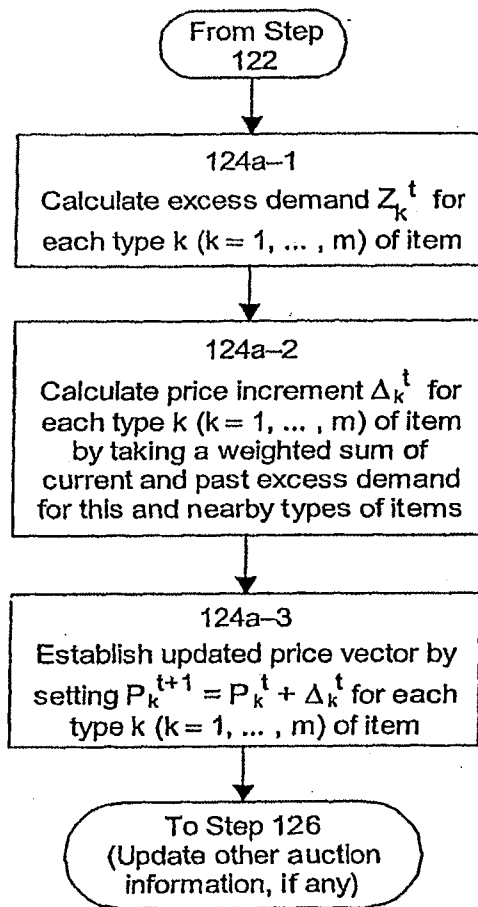 From Step
122
124a–1
Calculate excess demand Z_k^t for
each type k (k = 1, ... , m) of item
124a–2
Calculate price increment Δ_k^t for
each type k (k = 1, ... , m) of item
by taking a weighted sum of
current and past excess demand
for this and nearby types of items
124a–3
Establish updated price vector by
setting P_k^{t+1} = P_k^t + Δ_k^t for each
type k (k = 1, ... , m) of item
To Step 126
(Update other auction
information, if any)